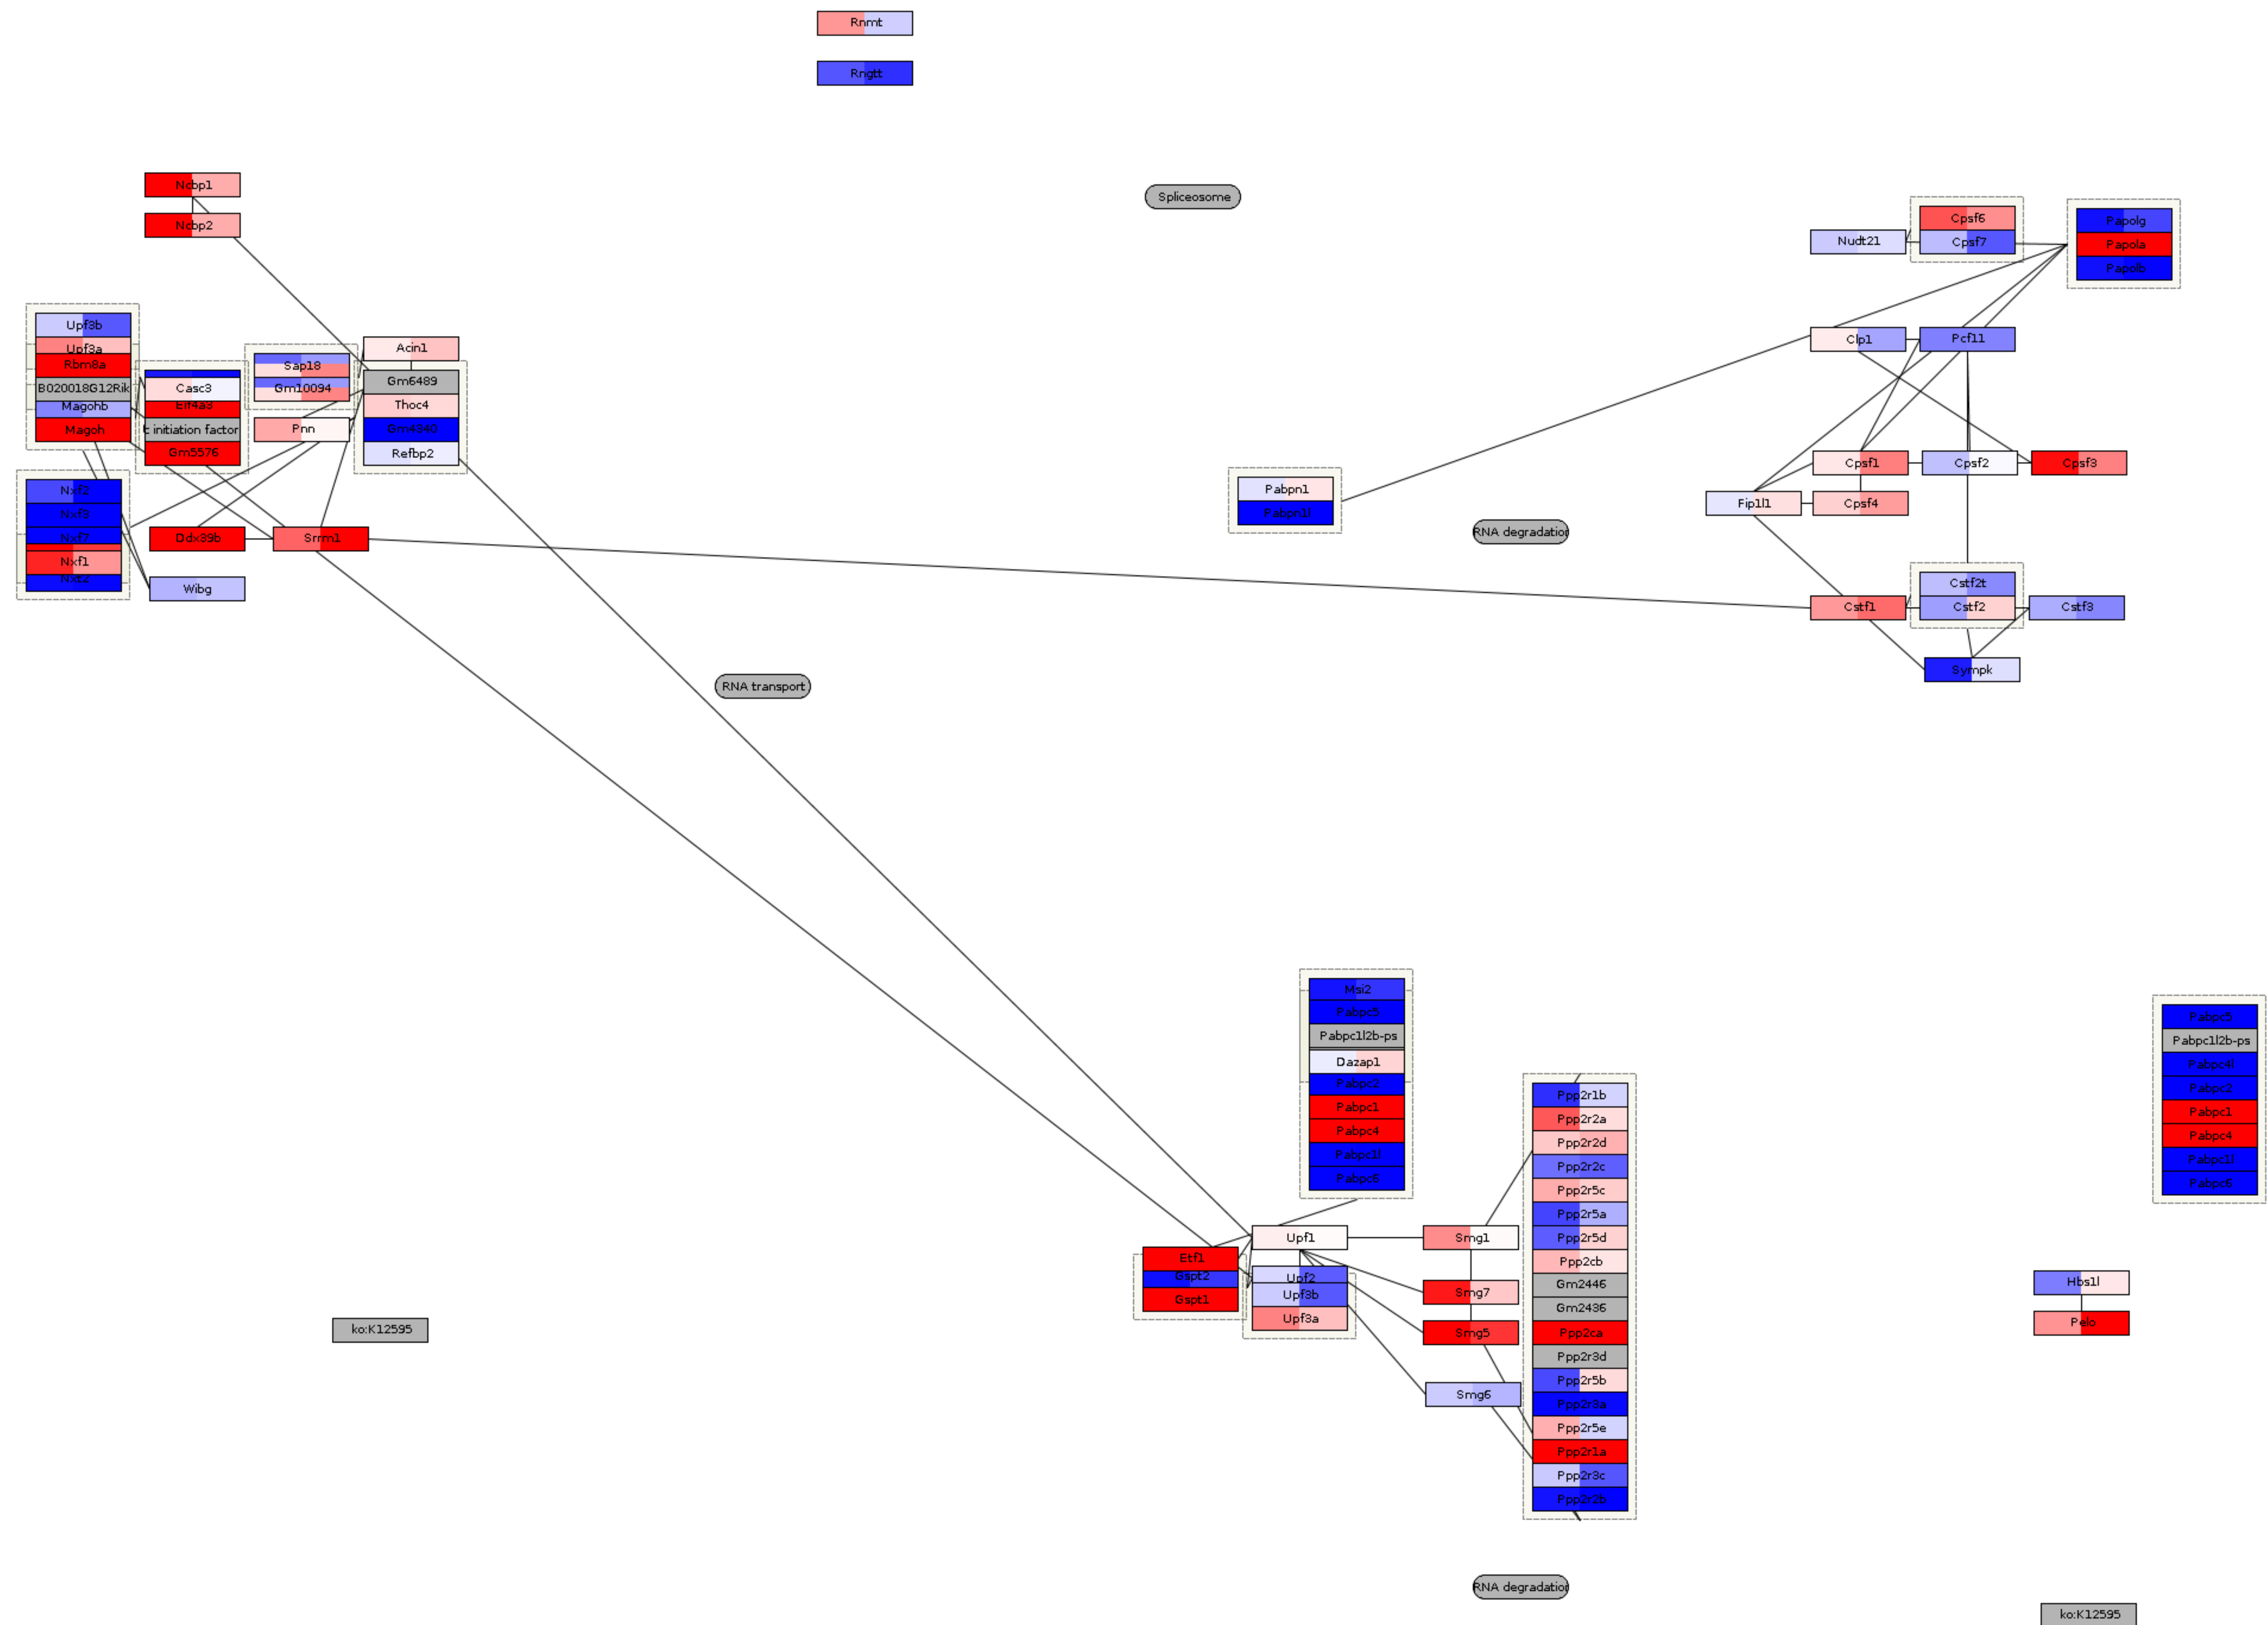 Rnmt
Rngtt
Ncbp1
Ncbp2
Spliceosome
Nudt21
Cpsf6
Cpsf7
Papolg
Papola
Papolb
Upf3b
Upf3a
Rbm8a
B020018G12Rik
Magohb
Magoh
Casc3
Eif4a3
t initiation factor
Gm5576
Sap18
Gm10094
Pnn
Acin1
Gm6489
Thoc4
Gm4840
Refbp2
Clp1
Pcf11
Cpsf1
Cpsf2
Cpsf3
Fip1l1
Cpsf4
Nxf2
Nxf3
Nxf7
Nxf1
Nxt2
Ddx39b
Srrm1
Wibg
Pabpn1
Pabpn1l
RNA degradation
Cstf2t
Cstf1
Cstf2
Cstf3
Sympk
RNA transport
Msi2
Pabpc5
Pabpc1l2b-ps
Dazap1
Pabpc2
Pabpc1
Pabpc4
Pabpc1l
Pabpc6
Pabpc5
Pabpc1l2b-ps
Pabpc4l
Pabpc2
Pabpc1
Pabpc4
Pabpc1l
Pabpc6
Ppp2r1b
Ppp2r2a
Ppp2r2d
Ppp2r2c
Ppp2r5c
Ppp2r5a
Ppp2r5d
Ppp2cb
Gm2446
Gm2436
Ppp2ca
Ppp2r3d
Ppp2r5b
Ppp2r3a
Ppp2r5e
Ppp2r1a
Ppp2r3c
Ppp2r2b
Upf1
Smg1
Etf1
Gspt2
Gspt1
Upf2
Upf3b
Upf3a
Smg7
Smg5
Smg6
Hbs1l
Pelo
ko:K12595
RNA degradation
ko:K12595